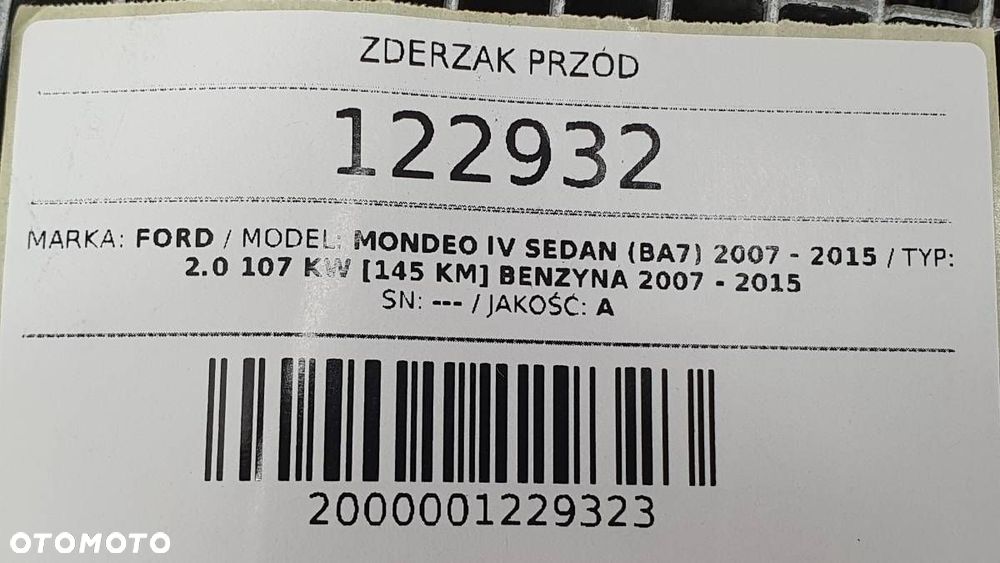 ZDERZAK PRZÓD
122932
MARKA: FORD / MODEL: MONDEO IV SEDAN (BA7) 2007 - 2015 / TYP:
2.0 107 KW [145 KM] BENZYNA 2007 - 2015
SN: --- / JAKOŚĆ: A
2000001229323
OTOMOTO